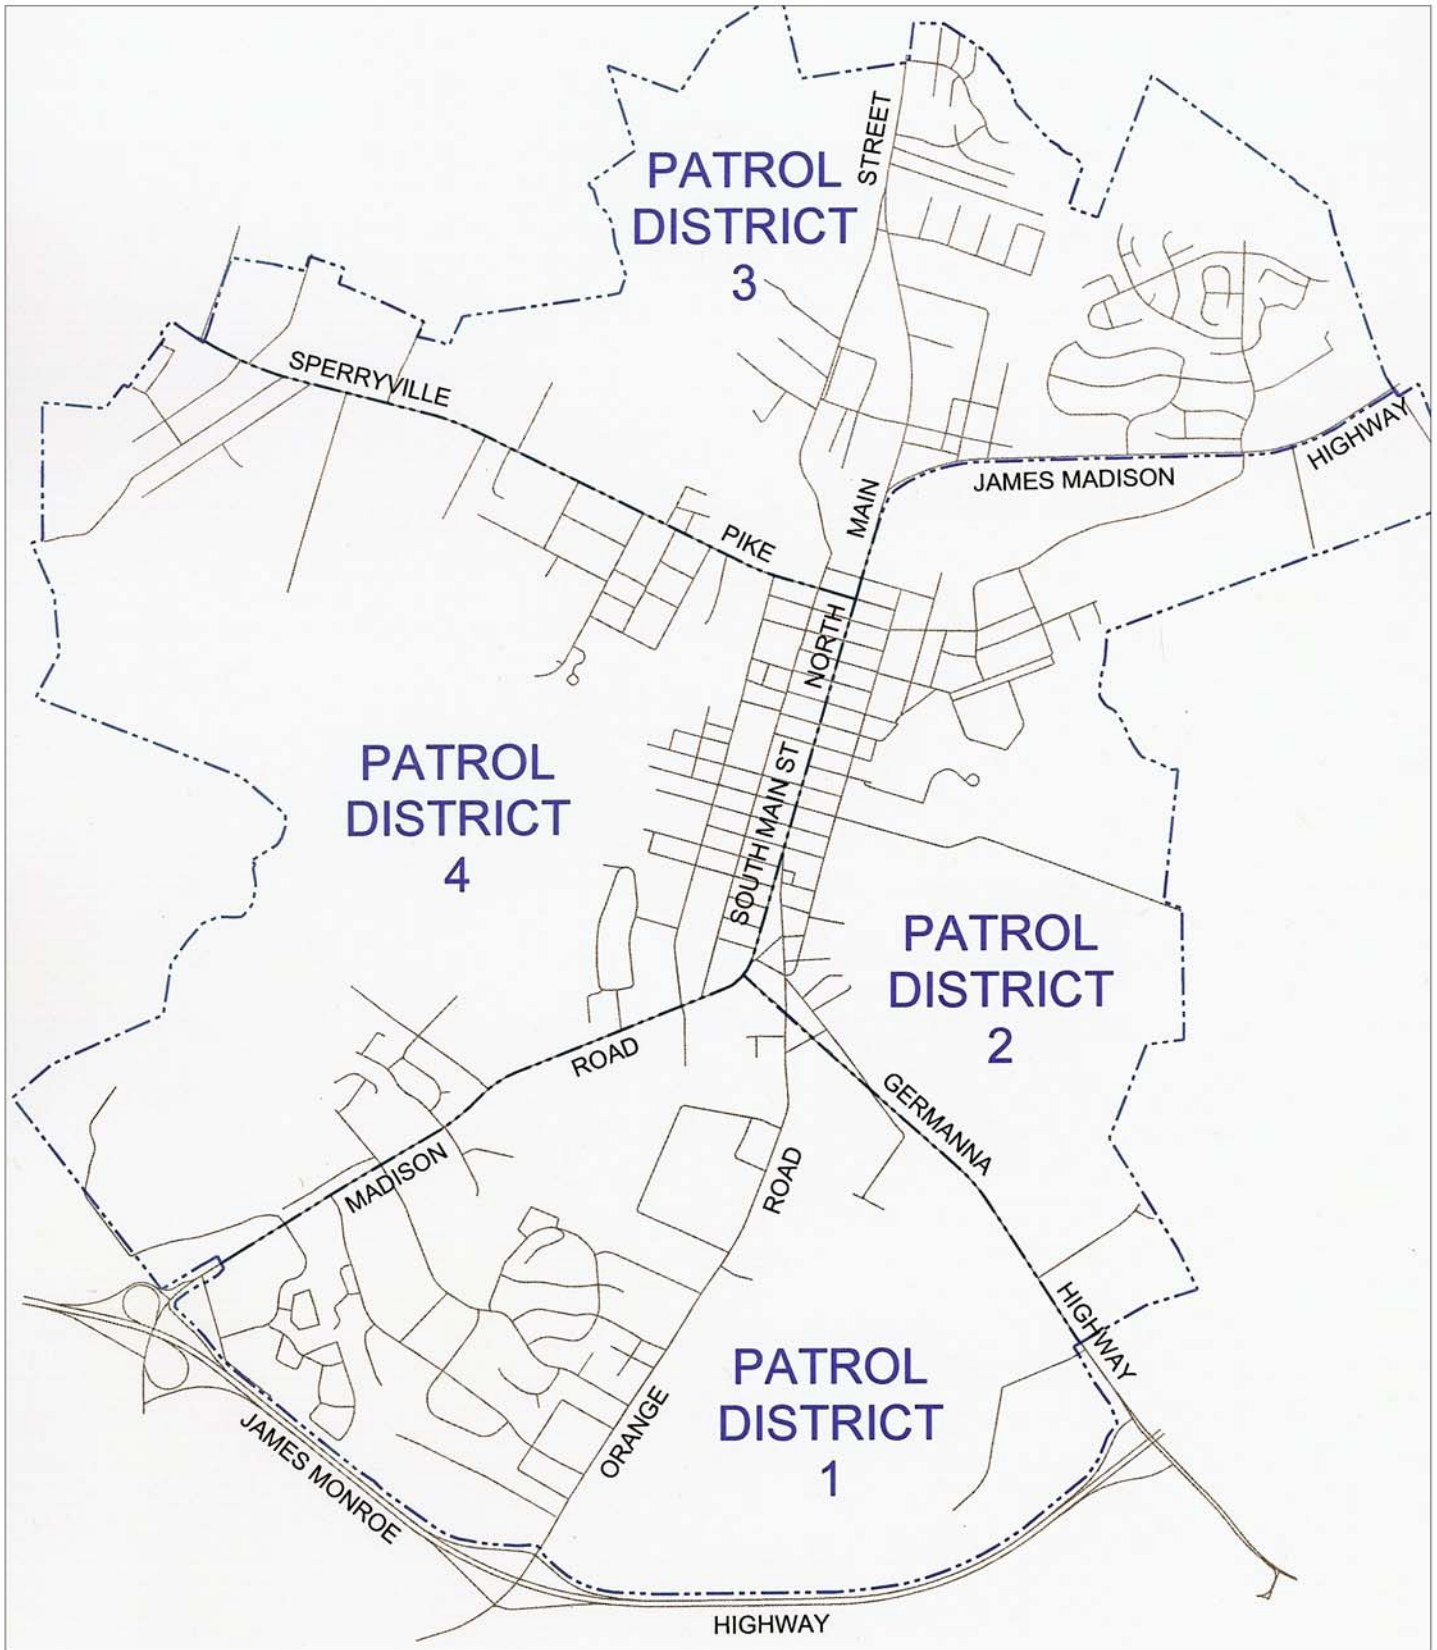 STREET
PATROL
DISTRICT
3
SPERRYVILLE
HIGHWAY
JAMES MADISON
MAIN
PIKE
NORTH
PATROL
DISTRICT
4
SOUTH MAIN ST
PATROL
DISTRICT
2
ROAD
GERMANNA
MADISON
ROAD
HIGHWAY
PATROL
DISTRICT
1
ORANGE
JAMES MONROE
HIGHWAY